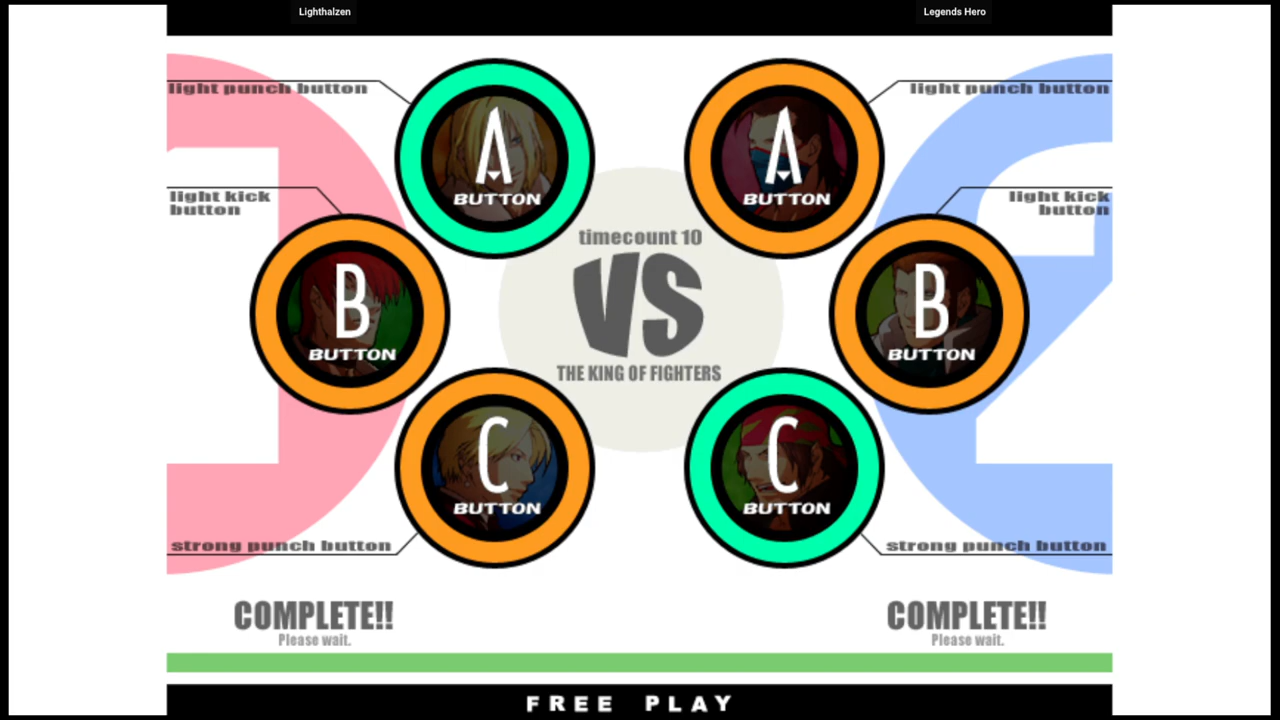 Lighthalzen
Legends Hero
light punch button
light punch button
A
BUTTON
A
BUTTON
light kick
button
light kick
button
timecount 10
VS
THE KING OF FIGHTERS
B
BUTTON
B
BUTTON
C
BUTTON
C
BUTTON
strong punch button
strong punch button
COMPLETE!!
Please wait.
COMPLETE!!
Please wait.
FREE PLAY